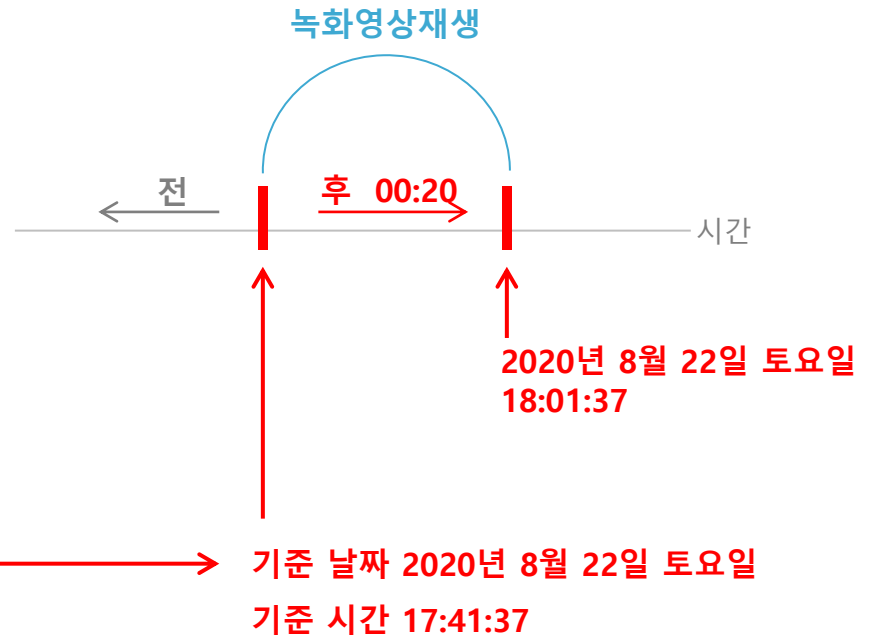 녹화영상재생
전
후 00:20
시간
2020년 8월 22일 토요일
18:01:37
기준 날짜 2020년 8월 22일 토요일
기준 시간 17:41:37